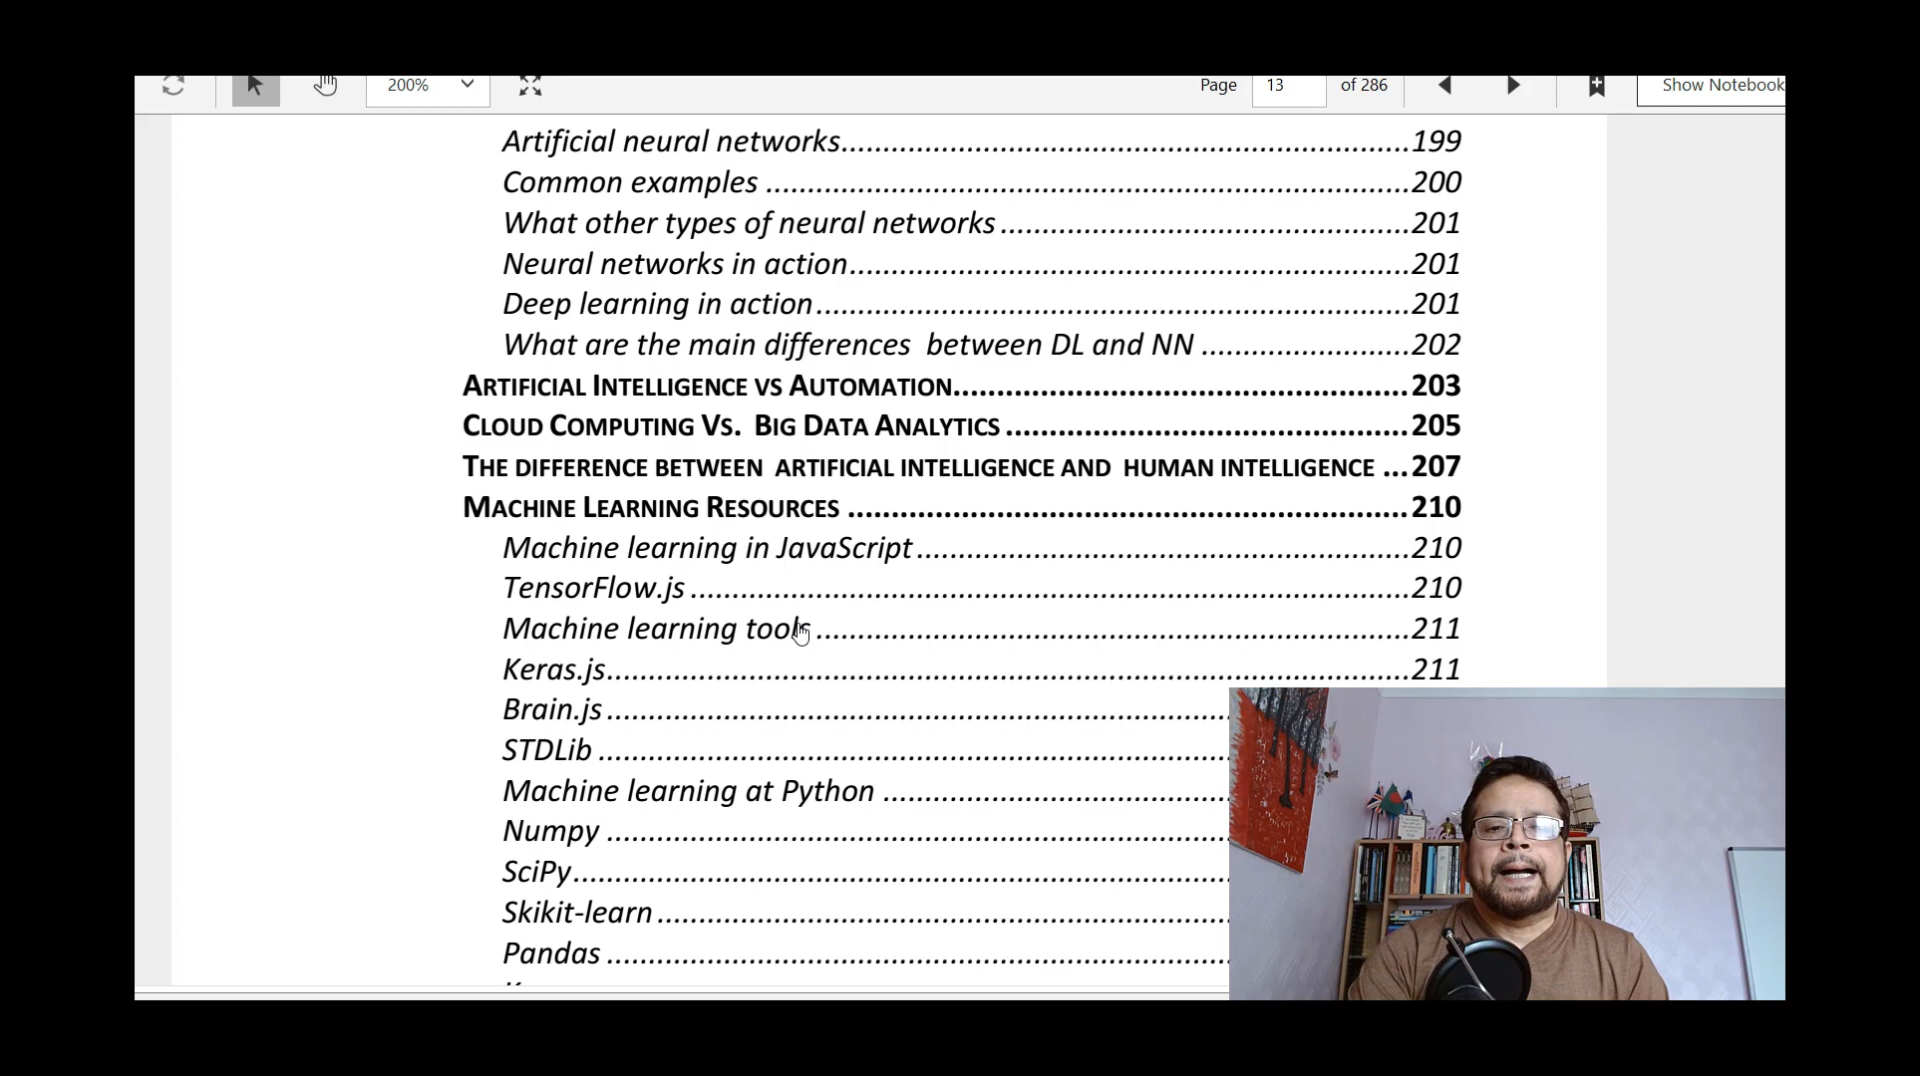 200%
Page 13 of 286
Show Notebook
Artificial neural networks..........199
Common examples..........200
What other types of neural networks..........201
Neural networks in action..........201
Deep learning in action..........201
What are the main differences between DL and NN..........202
ARTIFICIAL INTELLIGENCE VS AUTOMATION..........203
CLOUD COMPUTING VS. BIG DATA ANALYTICS..........205
THE DIFFERENCE BETWEEN ARTIFICIAL INTELLIGENCE AND HUMAN INTELLIGENCE ...207
MACHINE LEARNING RESOURCES..........210
Machine learning in JavaScript..........210
TensorFlow.js..........210
Machine learning tools..........211
Keras.js..........211
Brain.js..........
STDLib..........
Machine learning at Python..........
Numpy..........
SciPy..........
Skikit-learn..........
Pandas..........